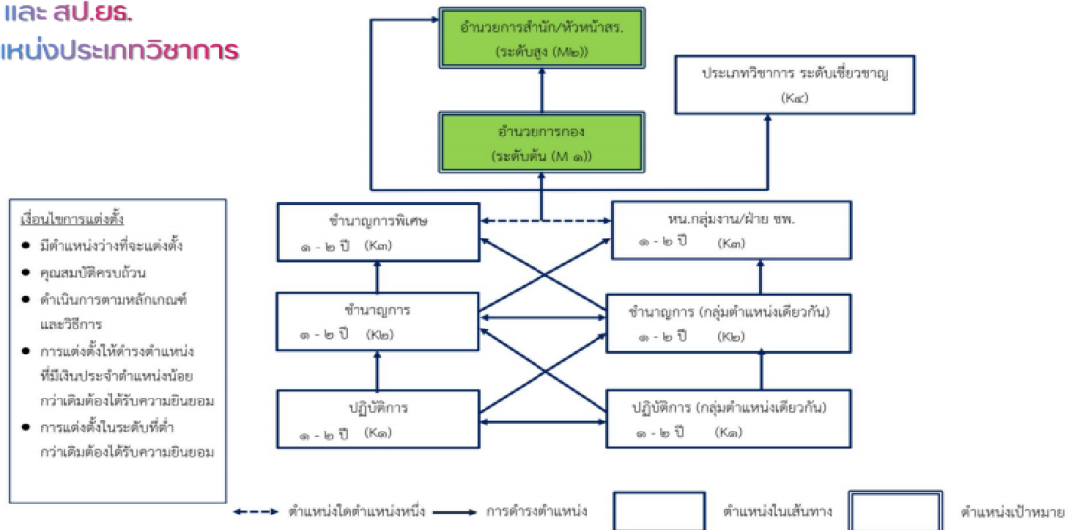 และ สป.ยธ.
แหน่งประเภทวิชาการ
อำนวยการสำนัก/หัวหน้าสร.
(ระดับสูง (M๒))
ประเภทวิชาการ ระดับเชี่ยวชาญ
(K๔)
อำนวยการกอง
(ระดับต้น (M ๑))
เงื่อนไขการแต่งตั้ง
● มีตำแหน่งว่างที่จะแต่งตั้ง
● คุณสมบัติครบถ้วน
● ดำเนินการตามหลักเกณฑ์
และวิธีการ
● การแต่งตั้งให้ดำรงตำแหน่ง
ที่มีเงินประจำตำแหน่งน้อย
กว่าเดิมต้องได้รับความยินยอม
● การแต่งตั้งในระดับที่ต่ำ
กว่าเดิมต้องได้รับความยินยอม
ชำนาญการพิเศษ
๑ - ๒ ปี (K๓)
หน.กลุ่มงาน/ฝ่าย ชพ.
๑ - ๒ ปี (K๓)
ชำนาญการ
๑ - ๒ ปี (K๒)
ชำนาญการ (กลุ่มตำแหน่งเดียวกัน)
๑ - ๒ ปี (K๒)
ปฏิบัติการ
๑ - ๒ ปี (K๑)
ปฏิบัติการ (กลุ่มตำแหน่งเดียวกัน)
๑ - ๒ ปี (K๑)
ตำแหน่งใดตำแหน่งหนึ่ง
การดำรงตำแหน่ง
ตำแหน่งในเส้นทาง
ตำแหน่งเป้าหมาย